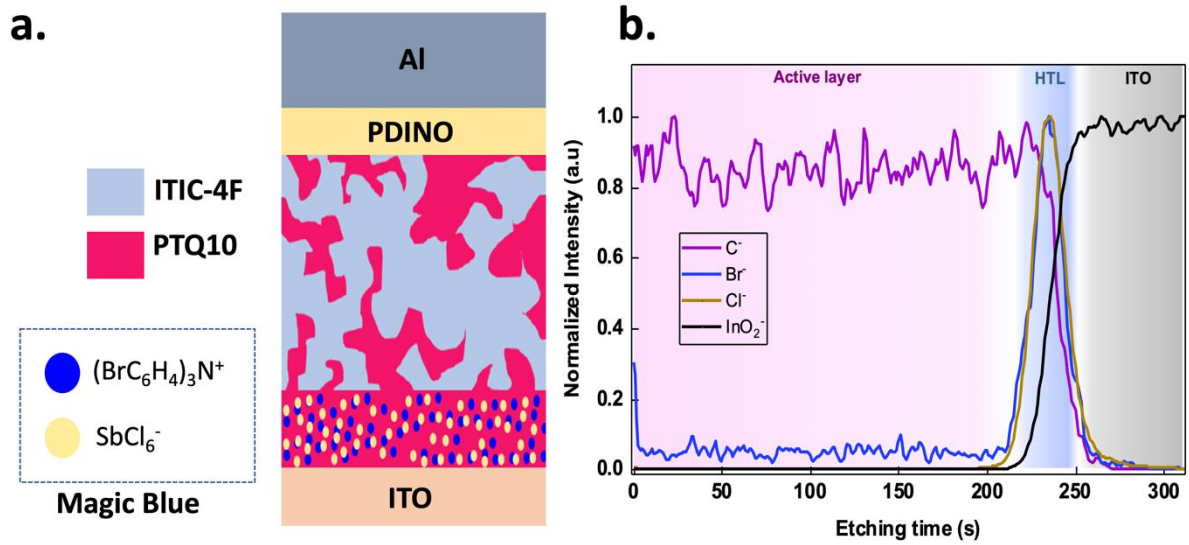 a.
Al
PDINO
ITIC-4F
PTQ10
(BrC₆H₄)₃N⁺
SbCl₆⁻
Magic Blue
ITO
b.
Active layer
HTL
ITO
Normalized Intensity (a.u)
1.0
0.8
0.6
0.4
0.2
0.0
C⁻
Br⁻
Cl⁻
InO₂⁻
0 50 100 150 200 250 300
Etching time (s)